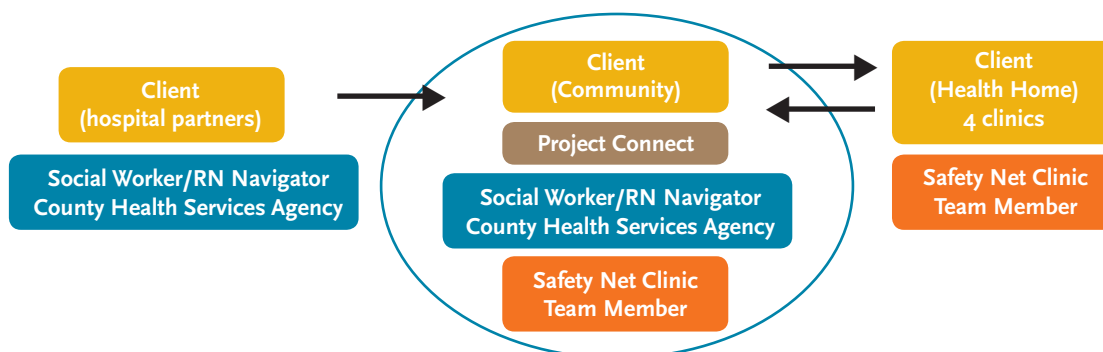 Client
(hospital partners)
Social Worker/RN Navigator
County Health Services Agency
Client
(Community)
Project Connect
Social Worker/RN Navigator
County Health Services Agency
Safety Net Clinic
Team Member
Client
(Health Home)
4 clinics
Safety Net Clinic
Team Member